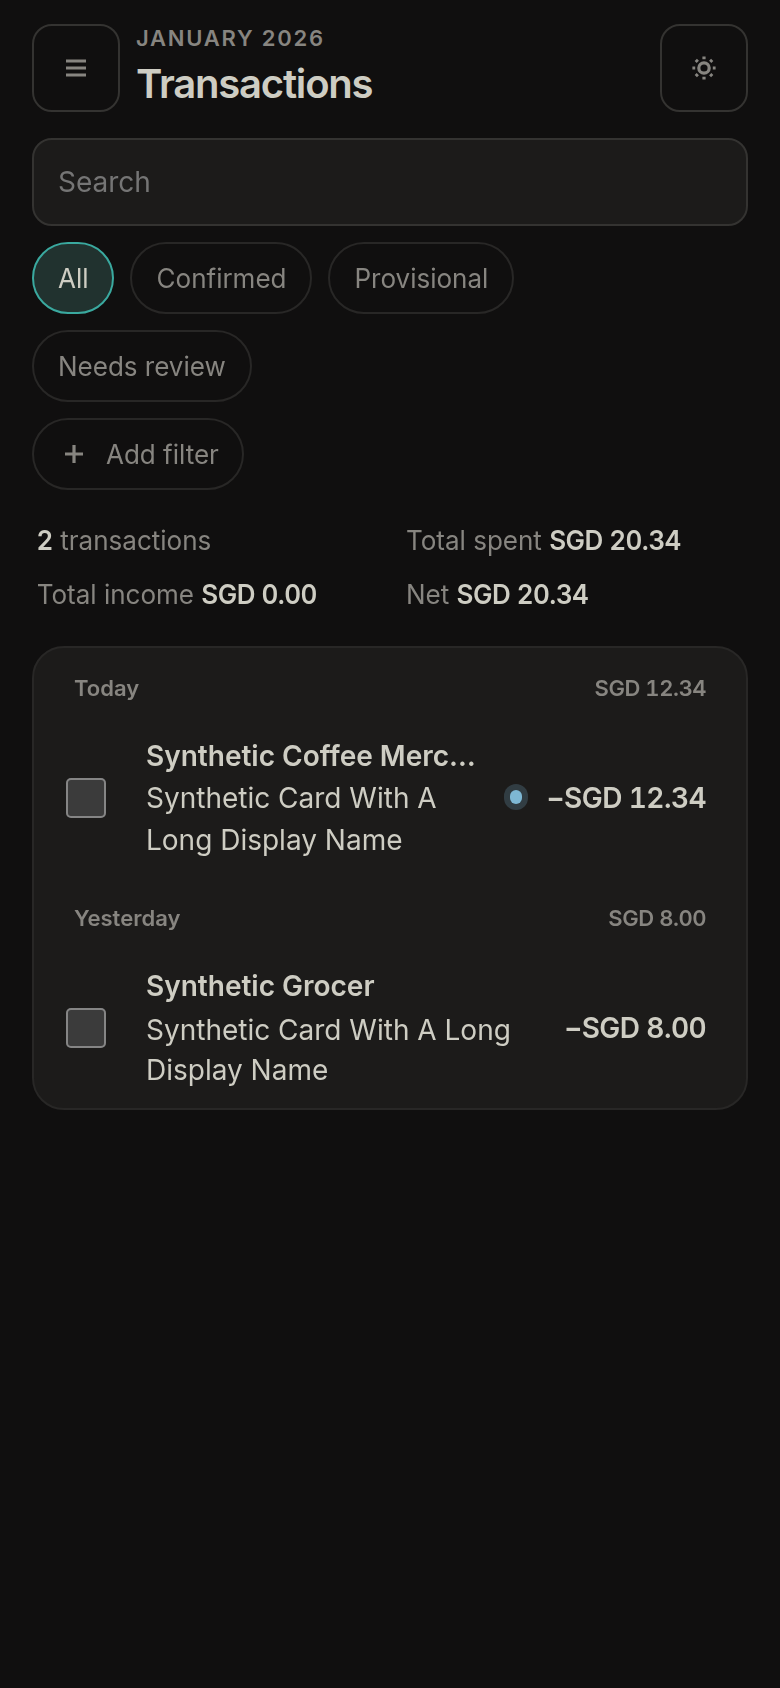 JANUARY 2026
Transactions
Search
All
Confirmed
Provisional
Needs review
+ Add filter
2 transactions
Total spent SGD 20.34
Total income SGD 0.00
Net SGD 20.34
Today
SGD 12.34
Synthetic Coffee Merc...
Synthetic Card With A
Long Display Name
−SGD 12.34
Yesterday
SGD 8.00
Synthetic Grocer
Synthetic Card With A Long
Display Name
−SGD 8.00